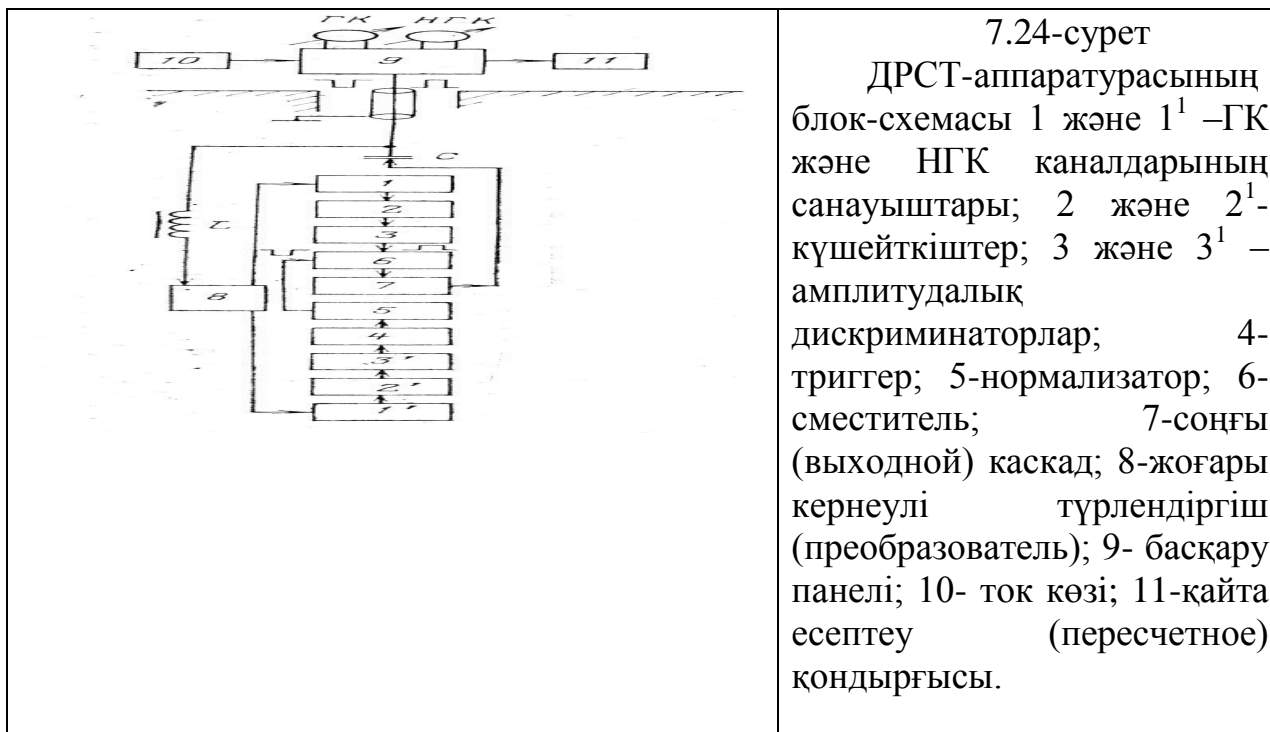 ГК НГК
10 9 11
C
1
2
L
3
6
8
7
5
4
3'
2'
1'
7.24-сурет
ДРСТ-аппаратурасының
блок-схемасы 1 және 1¹ –ГК
және НГК каналдарының
санауыштары; 2 және 2¹-
күшейткіштер; 3 және 3¹ –
амплитудалық
дискриминаторлар; 4-
триггер; 5-нормализатор; 6-
сместитель; 7-соңғы
(выходной) каскад; 8-жоғары
кернеулі түрлендіргіш
(преобразователь); 9- басқару
панелі; 10- ток көзі; 11-қайта
есептеу (пересчетное)
қондырғысы.